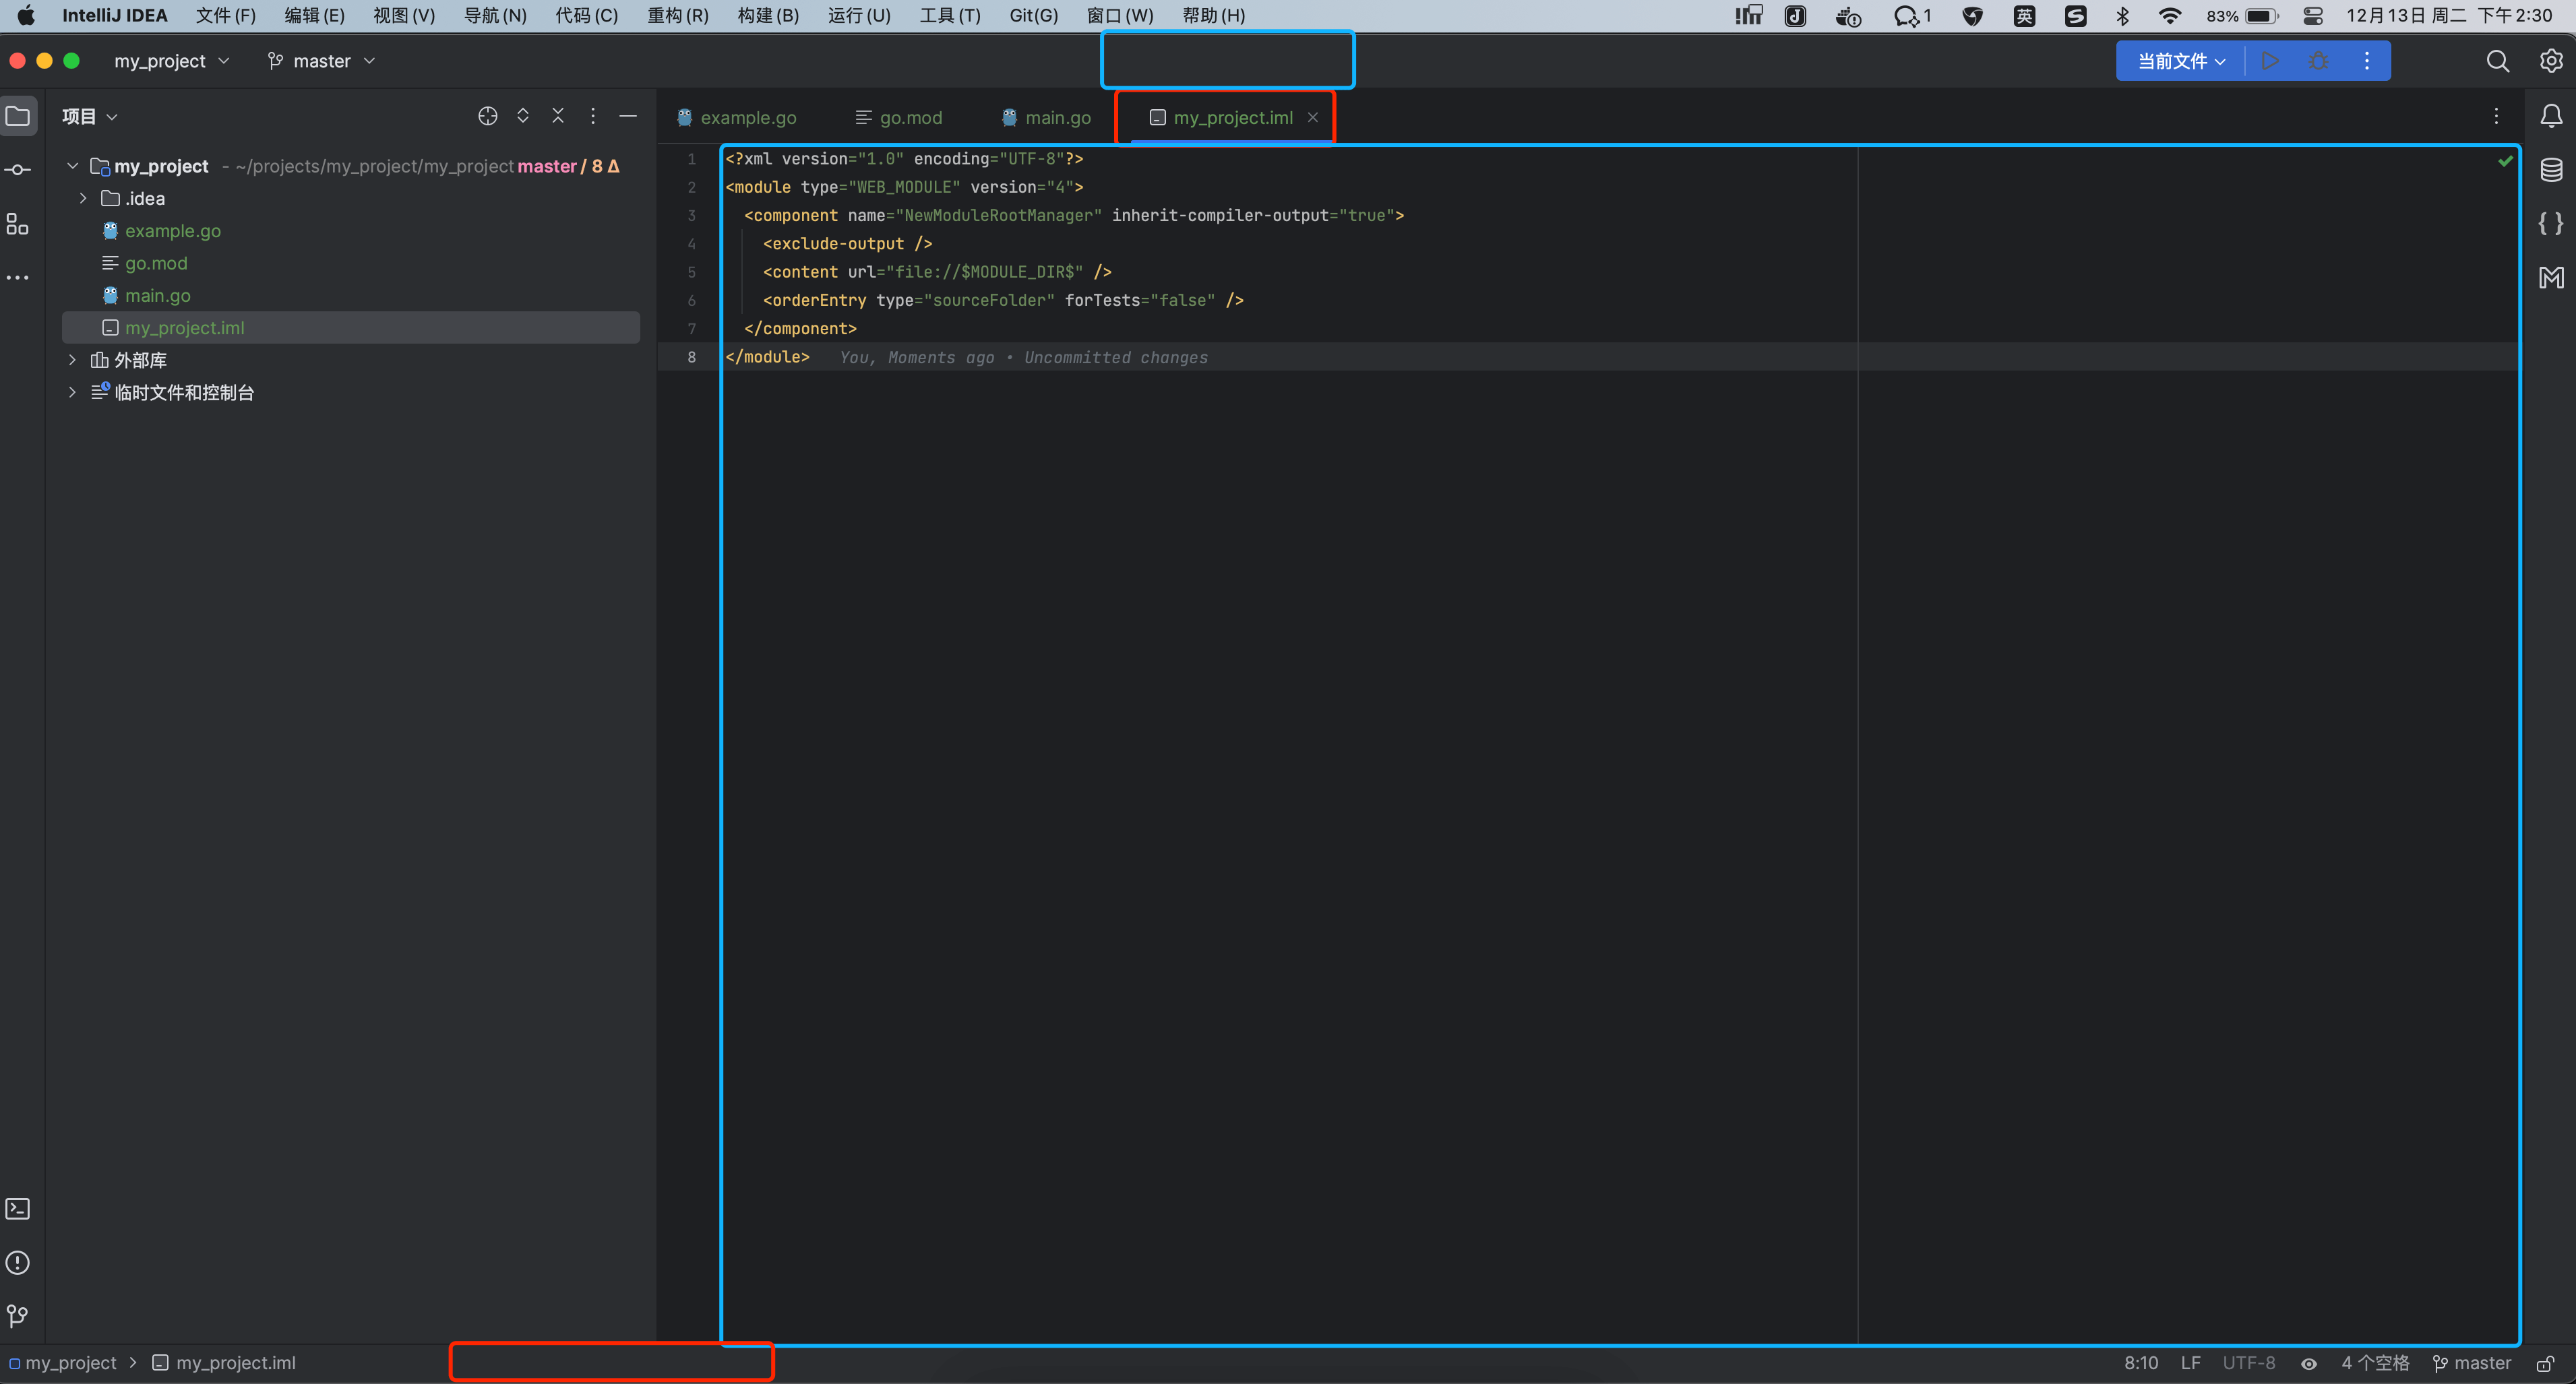 IntelliJ IDEA 文件(F) 编辑(E) 视图(V) 导航(N) 代码(C) 重构(R) 构建(B) 运行(U) 工具(T) Git(G) 窗口(W) 帮助(H) 1 英 83% 12月13日 周二 下午2:30
my_project master 当前文件
项目
my_project - ~/projects/my_project/my_project master / 8 Δ
.idea
example.go
go.mod
main.go
my_project.iml
外部库
临时文件和控制台
example.go go.mod main.go my_project.iml
1 <?xml version="1.0" encoding="UTF-8"?>
2 <module type="WEB_MODULE" version="4">
3 <component name="NewModuleRootManager" inherit-compiler-output="true">
4 <exclude-output />
5 <content url="file://$MODULE_DIR$" />
6 <orderEntry type="sourceFolder" forTests="false" />
7 </component>
8 </module> You, Moments ago • Uncommitted changes
my_project > my_project.iml 8:10 LF UTF-8 4 个空格 master